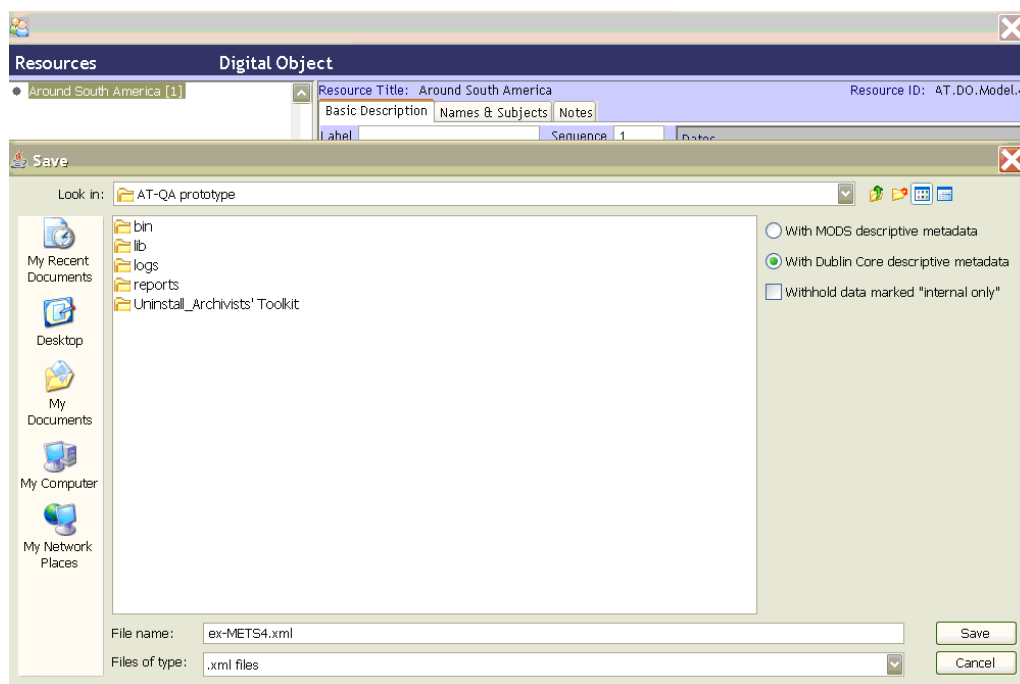 Resources Digital Object
Around South America [1]
Resource Title: Around South America Resource ID: AT.DO.Model.
Basic Description Names & Subjects Notes
Label Sequence 1 Dates
Save
Look in: AT-QA prototype
My Recent Documents
Desktop
My Documents
My Computer
My Network Places
bin
lib
logs
reports
Uninstall_Archivists' Toolkit
With MODS descriptive metadata
With Dublin Core descriptive metadata
Withhold data marked "internal only"
File name: ex-METS4.xml
Files of type: .xml files
Save
Cancel